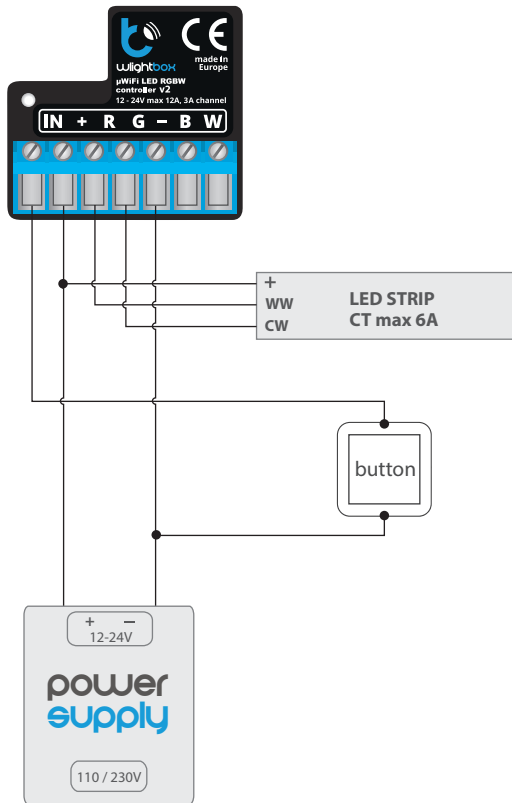 wlightbox
made in
Europe
µWiFi LED RGBW
controller v2
12 - 24V max 12A, 3A channel
IN + R G – B W
+
WW
CW
LED STRIP
CT max 6A
button
+ –
12-24V
power
supply
110 / 230V